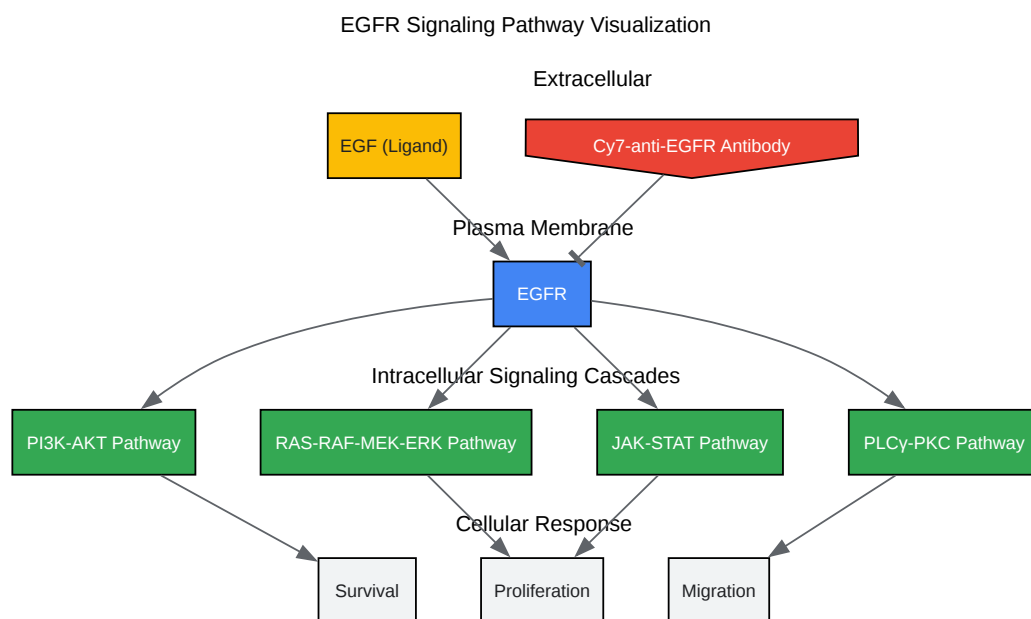 EGFR Signaling Pathway Visualization
Extracellular
EGF (Ligand)
Cy7-anti-EGFR Antibody
Plasma Membrane
EGFR
Intracellular Signaling Cascades
PI3K-AKT Pathway
RAS-RAF-MEK-ERK Pathway
JAK-STAT Pathway
PLCγ-PKC Pathway
Cellular Response
Survival
Proliferation
Migration